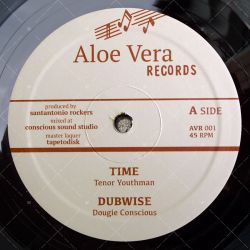 Aloe Vera
RECORDS
produced by
santantonio rockers
mixed at
conscious sound studio
master laquer
tapetodisk
A SIDE
AVR 001
45 RPM
TIME
Tenor Youthman
DUBWISE
Dougie Conscious